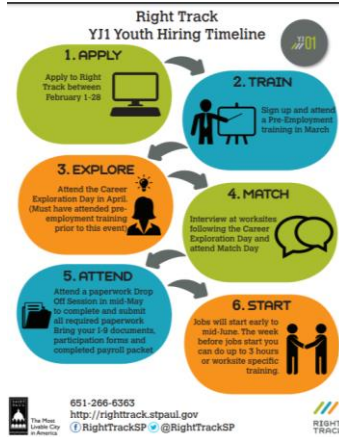 Right Track
YJ1 Youth Hiring Timeline
YJ
01
1. APPLY
Apply to Right
Track between
February 1-28
2. TRAIN
Sign up and attend
a Pre-Employment
training in March
3. EXPLORE
Attend the Career
Exploration Day in April.
(Must have attended pre-
employment training
prior to this event)
4. MATCH
Interview at worksites
following the Career
Exploration Day and
attend Match Day
5. ATTEND
Attend a paperwork Drop
Off Session in mid-May
to complete and submit
all required paperwork
Bring your I-9 documents,
participation forms and
completed payroll packet
6. START
Jobs will start early to
mid-June. The week
before jobs start you
can do up to 3 hours
or worksite specific
training.
The Most
Livable City
in America
651-266-6363
http://righttrack.stpaul.gov
RightTrackSP @RightTrackSP
RIGHT
TRACK